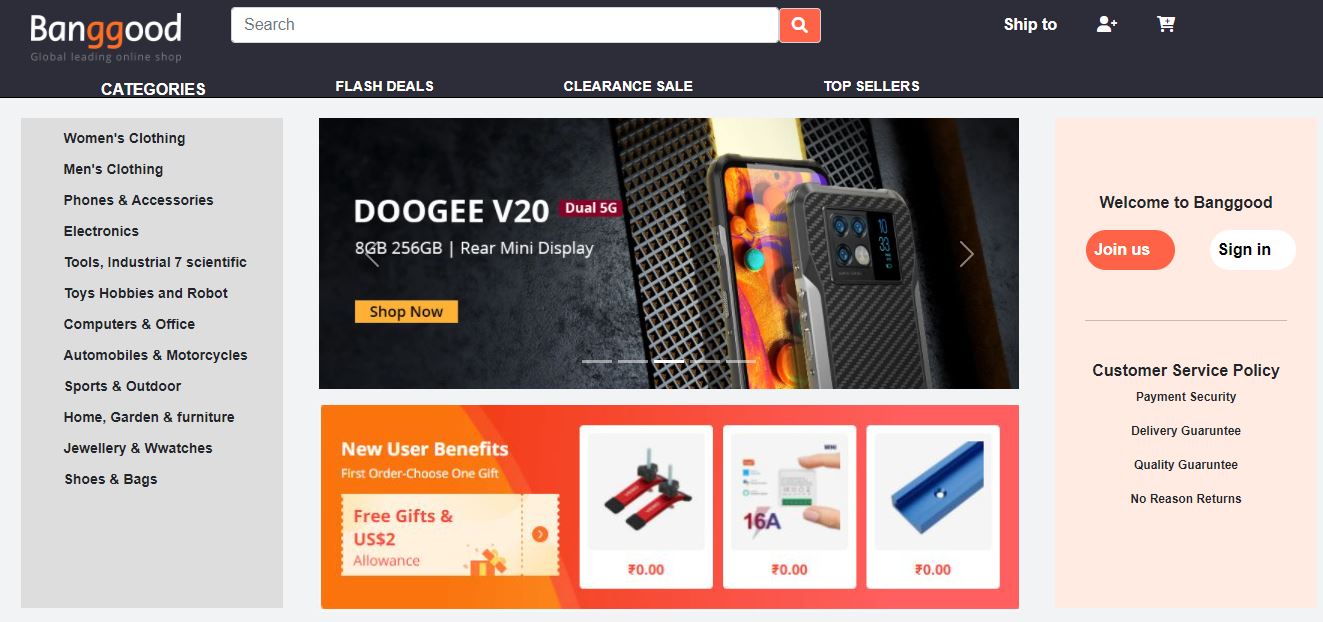 Banggood
Global leading online shop
Search
Ship to
CATEGORIES
FLASH DEALS
CLEARANCE SALE
TOP SELLERS
Women's Clothing
Men's Clothing
Phones & Accessories
Electronics
Tools, Industrial 7 scientific
Toys Hobbies and Robot
Computers & Office
Automobiles & Motorcycles
Sports & Outdoor
Home, Garden & furniture
Jewellery & Wwatches
Shoes & Bags
DOOGEE V20 Dual 5G
8GB 256GB | Rear Mini Display
Shop Now
New User Benefits
First Order-Choose One Gift
Free Gifts &
US$2
Allowance
₹0.00
MINI
16A
₹0.00
₹0.00
Welcome to Banggood
Join us
Sign in
Customer Service Policy
Payment Security
Delivery Guaruntee
Quality Guaruntee
No Reason Returns